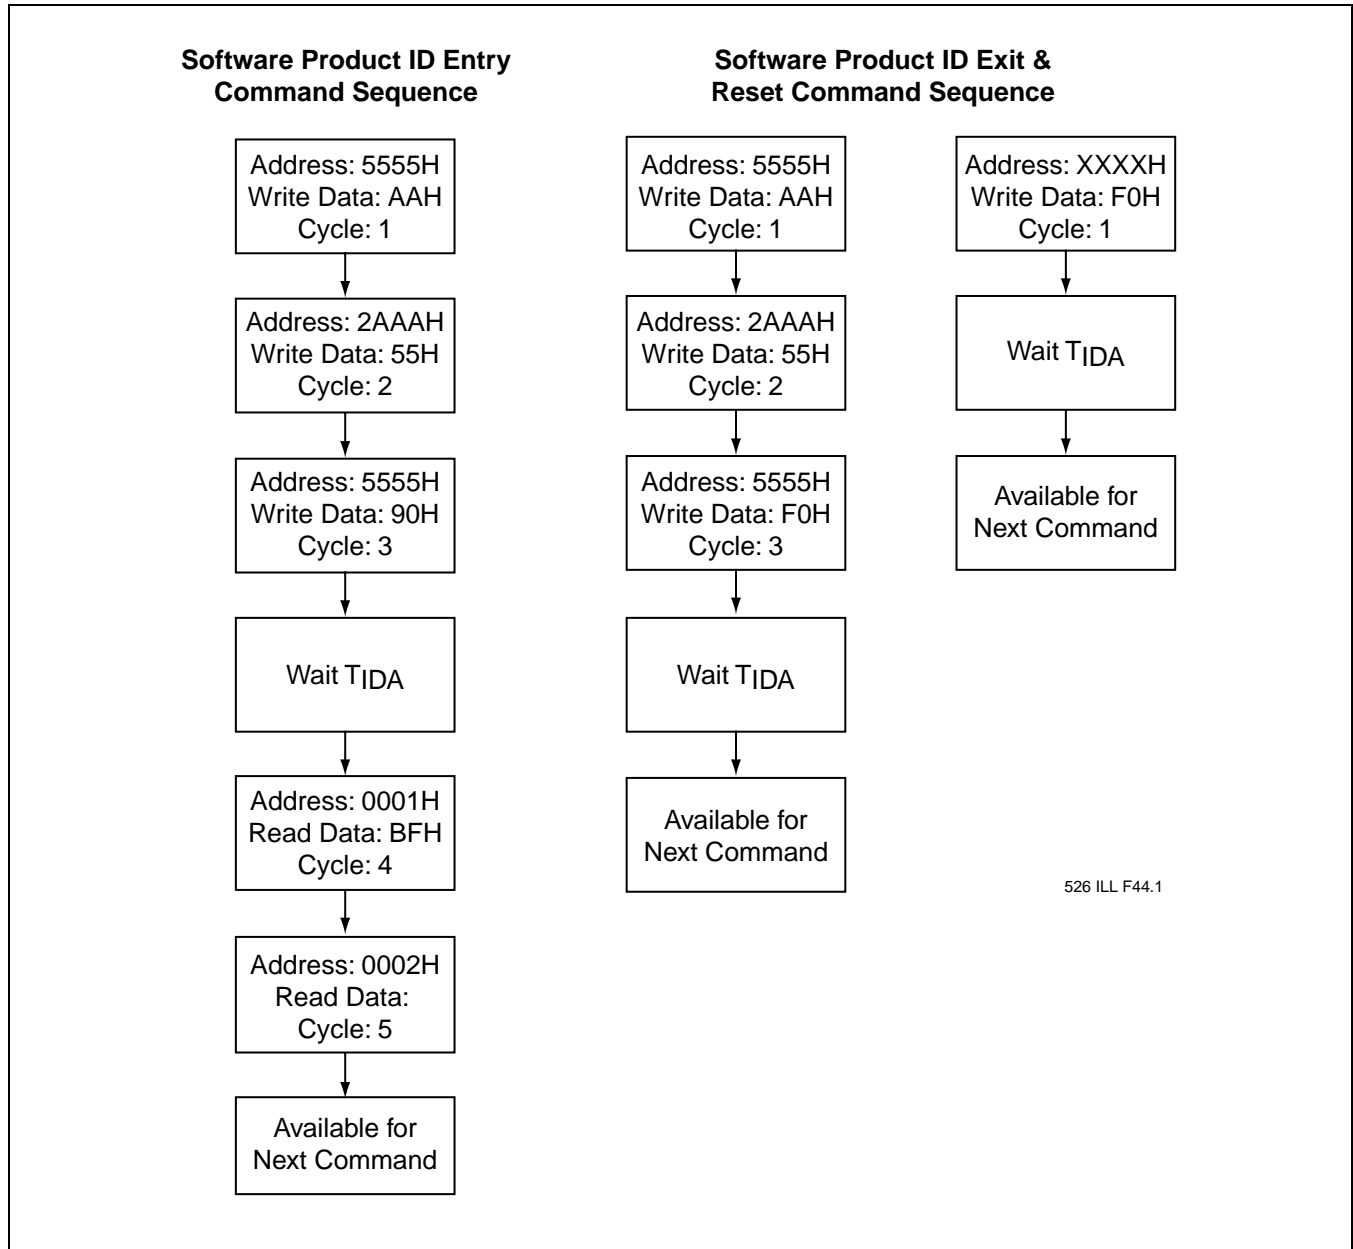 Software Product ID Entry
Command Sequence
Address: 5555H
Write Data: AAH
Cycle: 1
Address: 2AAAH
Write Data: 55H
Cycle: 2
Address: 5555H
Write Data: 90H
Cycle: 3
Wait TIDA
Address: 0001H
Read Data: BFH
Cycle: 4
Address: 0002H
Read Data:
Cycle: 5
Available for
Next Command
Software Product ID Exit &
Reset Command Sequence
Address: 5555H
Write Data: AAH
Cycle: 1
Address: 2AAAH
Write Data: 55H
Cycle: 2
Address: 5555H
Write Data: F0H
Cycle: 3
Wait TIDA
Available for
Next Command
Address: XXXXH
Write Data: F0H
Cycle: 1
Wait TIDA
Available for
Next Command
526 ILL F44.1